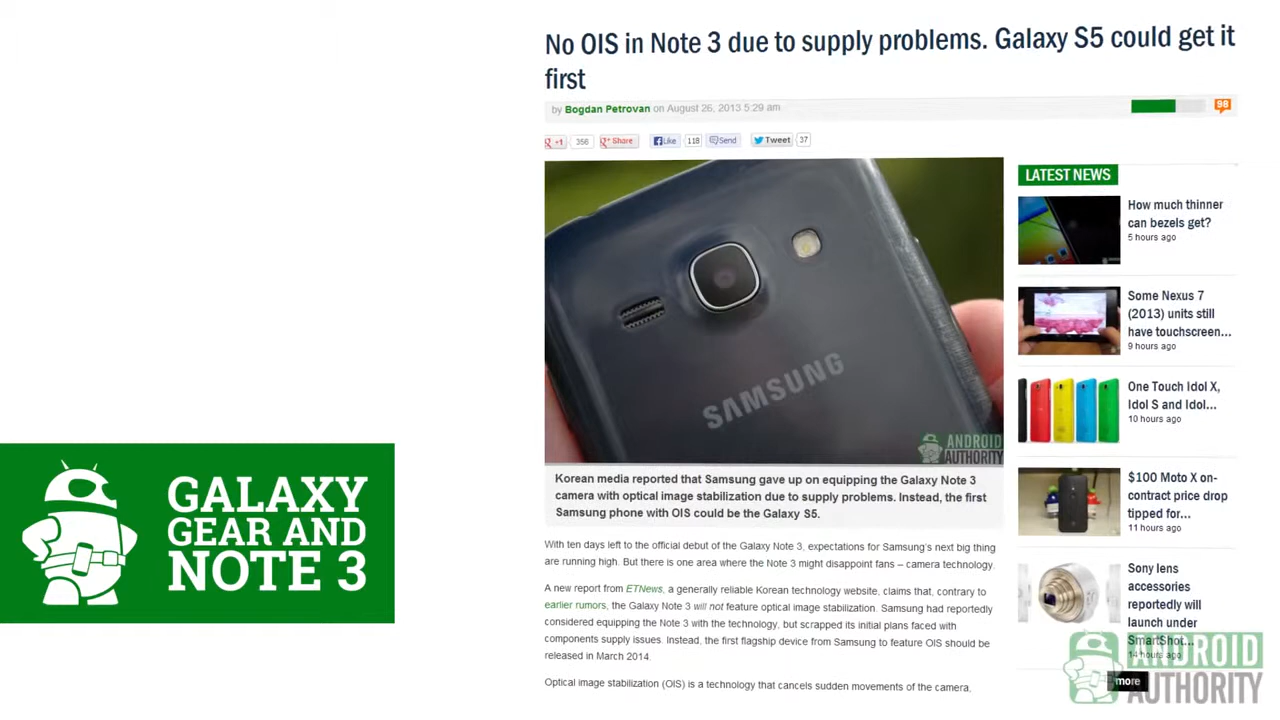 No OIS in Note 3 due to supply problems. Galaxy S5 could get it
first
by Bogdan Petrovan on August 26, 2013 5:29 am
98
+1 356 Share Like 118 Send Tweet 37
SAMSUNG
ANDROID
AUTHORITY
Korean media reported that Samsung gave up on equipping the Galaxy Note 3
camera with optical image stabilization due to supply problems. Instead, the first
Samsung phone with OIS could be the Galaxy S5.
With ten days left to the official debut of the Galaxy Note 3, expectations for Samsung's next big thing
are running high. But there is one area where the Note 3 might disappoint fans – camera technology.
A new report from ETNews, a generally reliable Korean technology website, claims that, contrary to
earlier rumors, the Galaxy Note 3 will not feature optical image stabilization. Samsung had reportedly
considered equipping the Note 3 with the technology, but scrapped its initial plans faced with
components supply issues. Instead, the first flagship device from Samsung to feature OIS should be
released in March 2014.
Optical image stabilization (OIS) is a technology that cancels sudden movements of the camera,
LATEST NEWS
How much thinner
can bezels get?
5 hours ago
Some Nexus 7
(2013) units still
have touchscreen...
9 hours ago
One Touch Idol X,
Idol S and Idol...
10 hours ago
$100 Moto X on-
contract price drop
tipped for...
11 hours ago
Sony lens
accessories
reportedly will
launch under
SmartShot...
14 hours ago
more
GALAXY
GEAR AND
NOTE 3
ANDROID
AUTHORITY